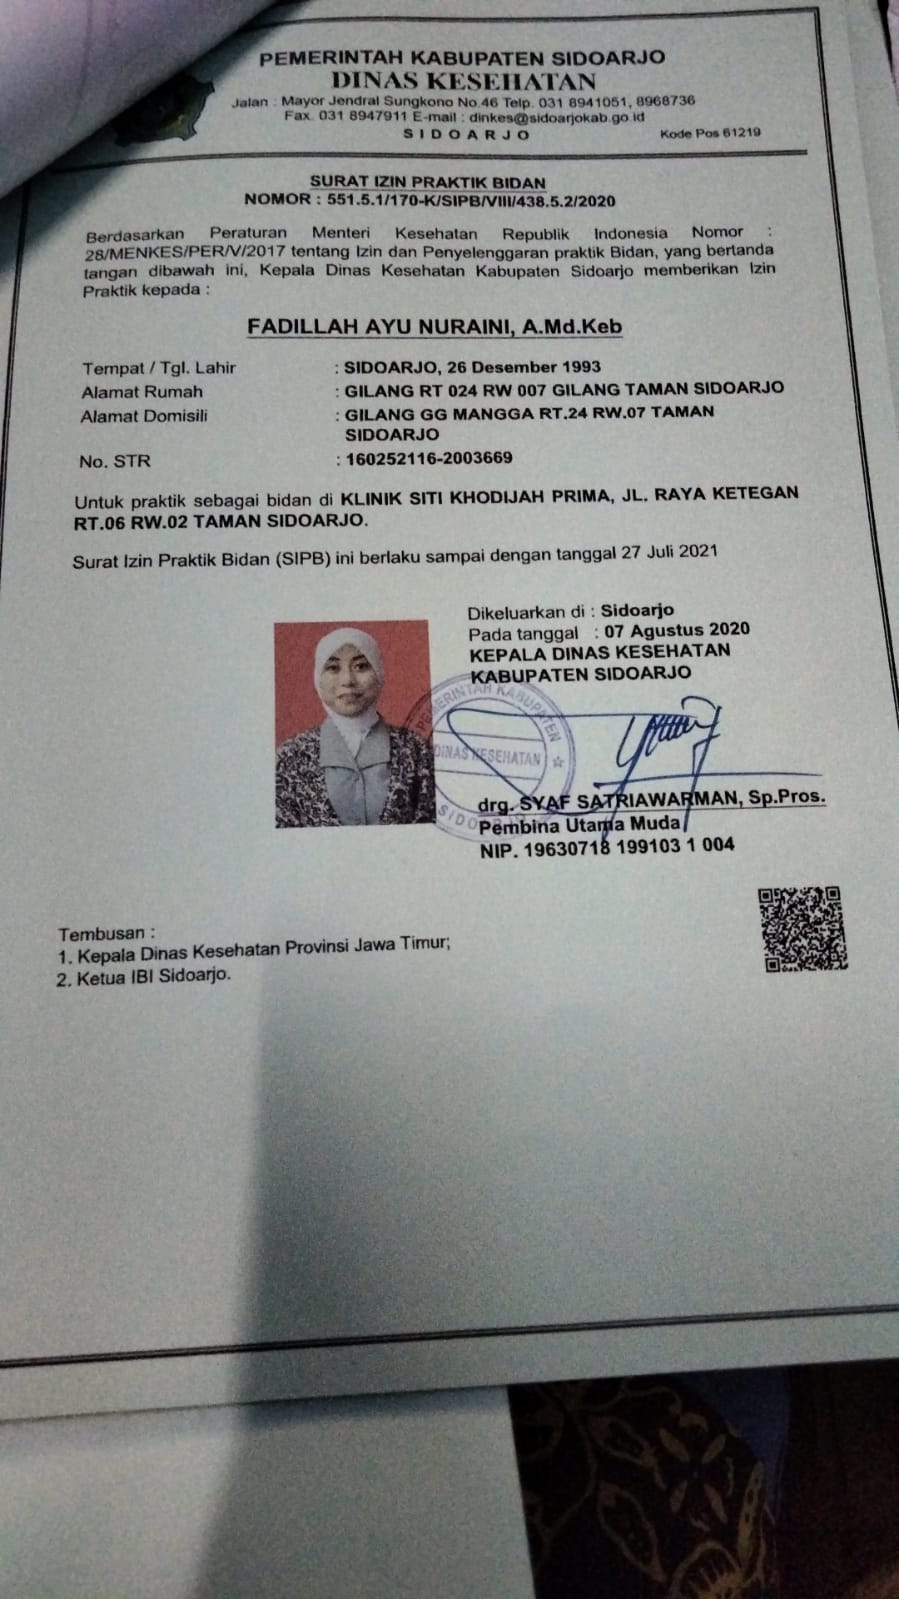 PEMERINTAH KABUPATEN SIDOARJO
DINAS KESEHATAN
Jalan : Mayor Jendral Sungkono No.46 Telp. 031 8941051, 8968736
Fax. 031 8947911 E-mail : dinkes@sidoarjokab.go.id
SIDOARJO Kode Pos 61219
SURAT IZIN PRAKTIK BIDAN
NOMOR : 551.5.1/170-K/SIPB/VIII/438.5.2/2020
Berdasarkan Peraturan Menteri Kesehatan Republik Indonesia Nomor :
28/MENKES/PER/V/2017 tentang Izin dan Penyelenggaran praktik Bidan, yang bertanda
tangan dibawah ini, Kepala Dinas Kesehatan Kabupaten Sidoarjo memberikan Izin
Praktik kepada :
FADILLAH AYU NURAINI, A.Md.Keb
Tempat / Tgl. Lahir : SIDOARJO, 26 Desember 1993
Alamat Rumah : GILANG RT 024 RW 007 GILANG TAMAN SIDOARJO
Alamat Domisili : GILANG GG MANGGA RT.24 RW.07 TAMAN
SIDOARJO
No. STR : 160252116-2003669
Untuk praktik sebagai bidan di KLINIK SITI KHODIJAH PRIMA, JL. RAYA KETEGAN
RT.06 RW.02 TAMAN SIDOARJO.
Surat Izin Praktik Bidan (SIPB) ini berlaku sampai dengan tanggal 27 Juli 2021
Dikeluarkan di : Sidoarjo
Pada tanggal : 07 Agustus 2020
KEPALA DINAS KESEHATAN
KABUPATEN SIDOARJO
PEMERINTAH KABUPATEN
DINAS KESEHATAN
SIDOARJO
drg. SYAF SATRIAWARMAN, Sp.Pros.
Pembina Utama Muda
NIP. 19630718 199103 1 004
Tembusan :
1. Kepala Dinas Kesehatan Provinsi Jawa Timur;
2. Ketua IBI Sidoarjo.